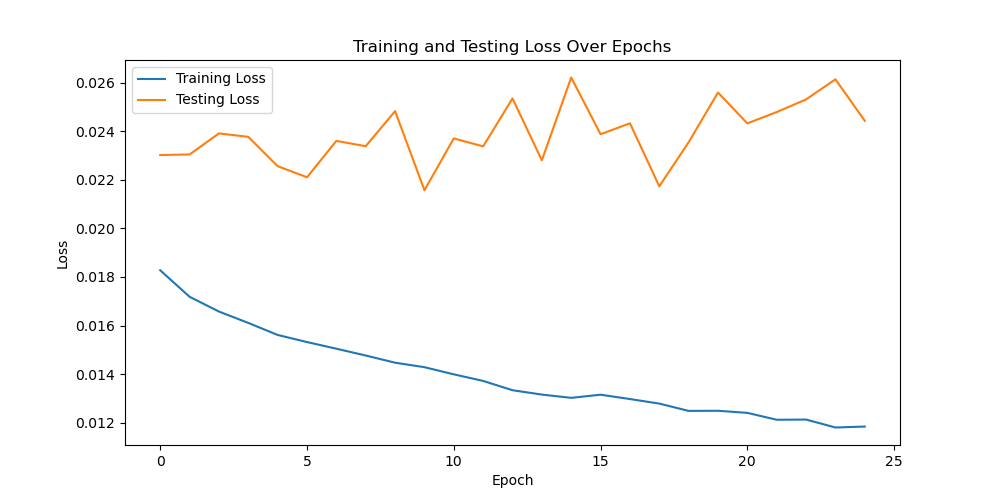 Training and Testing Loss Over Epochs
Training Loss
Testing Loss
0.026
0.024
0.022
0.020
0.018
0.016
0.014
0.012
Loss
0 5 10 15 20 25
Epoch